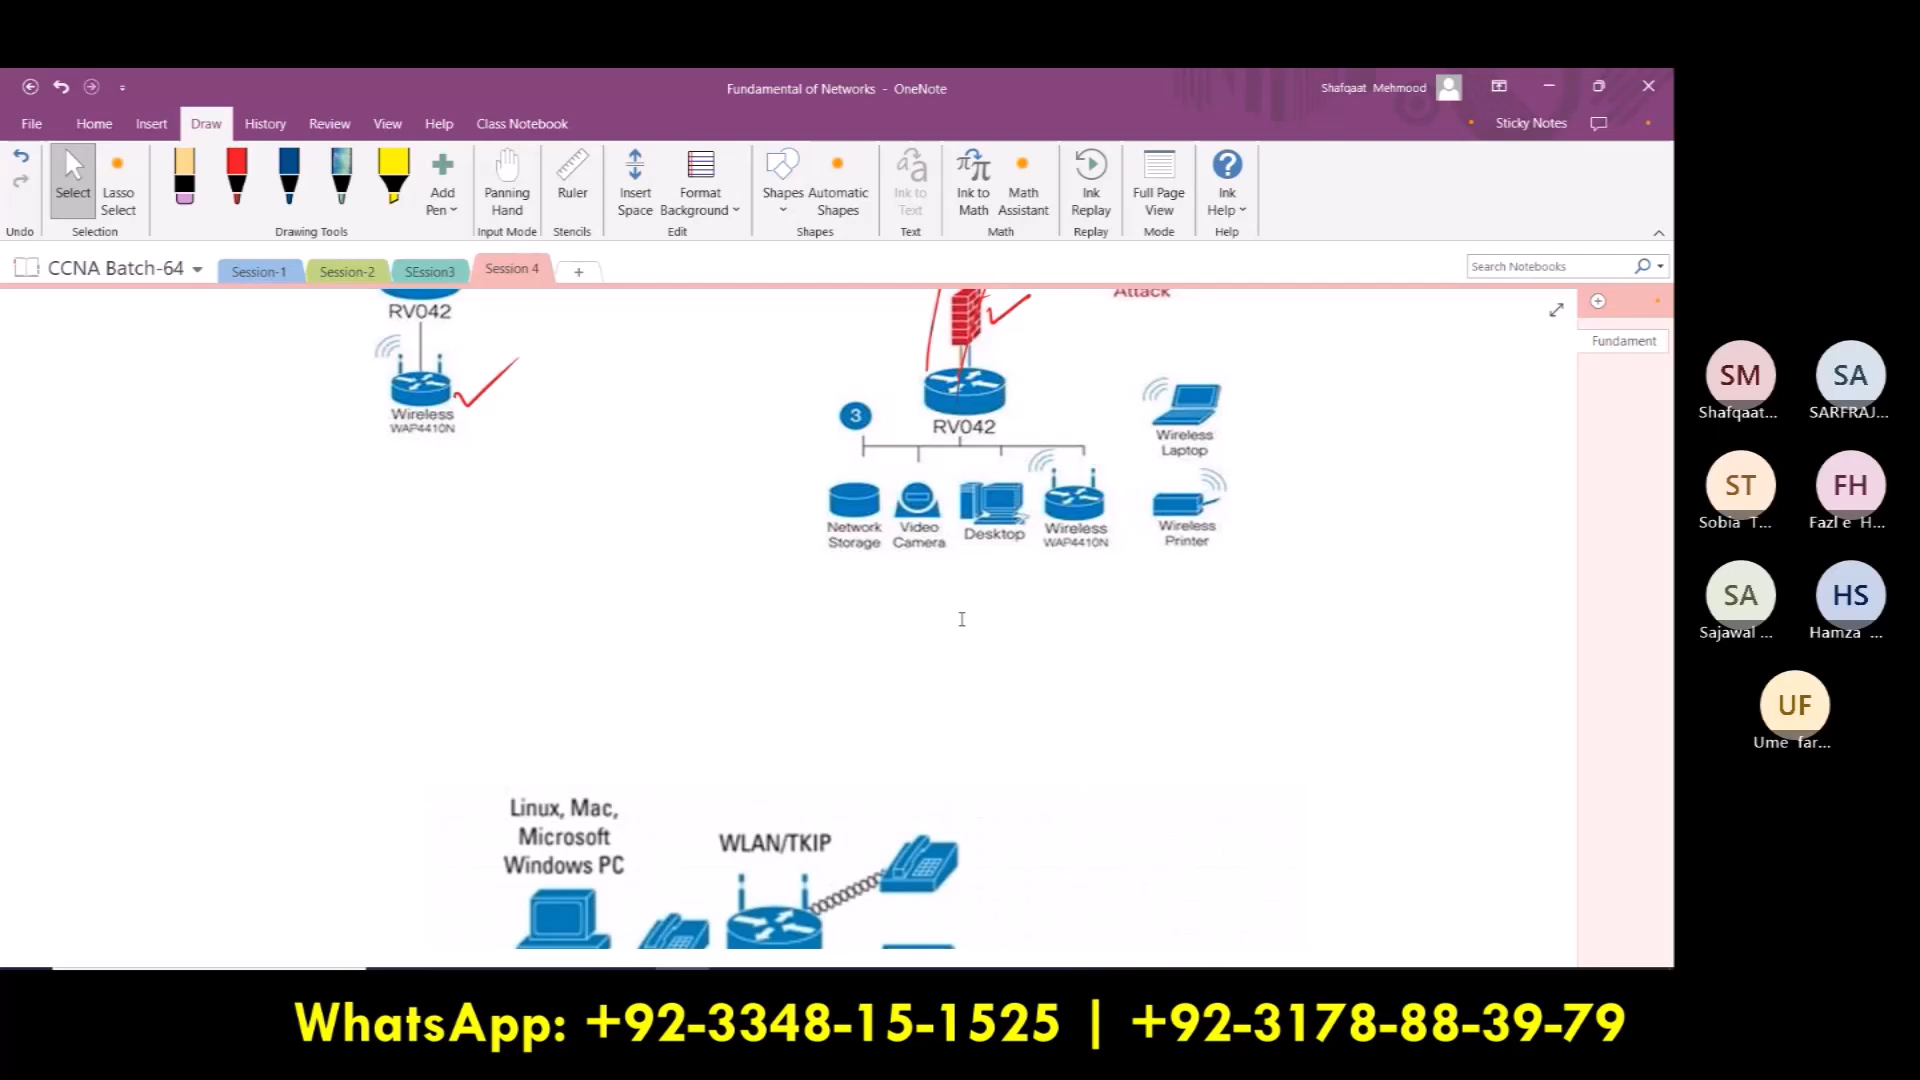 Fundamental of Networks - OneNote
Shafqaat Mehmood
File Home Insert Draw History Review View Help Class Notebook
Sticky Notes
Select
Lasso Select
Add Pen
Panning Hand
Ruler
Insert Space
Format Background
Shapes
Automatic Shapes
Ink to Text
Ink to Math
Math Assistant
Ink Replay
Full Page View
Ink Help
Undo Selection Drawing Tools Input Mode Stencils Edit Shapes Text Math Replay Mode Help
CCNA Batch-64
Session-1 Session-2 SEssion3 Session 4
Search Notebooks
Fundament
RV042
Attack
Wireless
WAP4410N
3
RV042
Wireless
Laptop
Network
Storage
Video
Camera
Desktop
Wireless
WAP4410N
Wireless
Printer
Linux, Mac,
Microsoft
Windows PC
WLAN/TKIP
SM
Shafqaat...
SA
SARFRAJ...
ST
Sobia T...
FH
Fazl e H...
SA
Sajawal ...
HS
Hamza ...
UF
Ume far...
WhatsApp: +92-3348-15-1525 | +92-3178-88-39-79